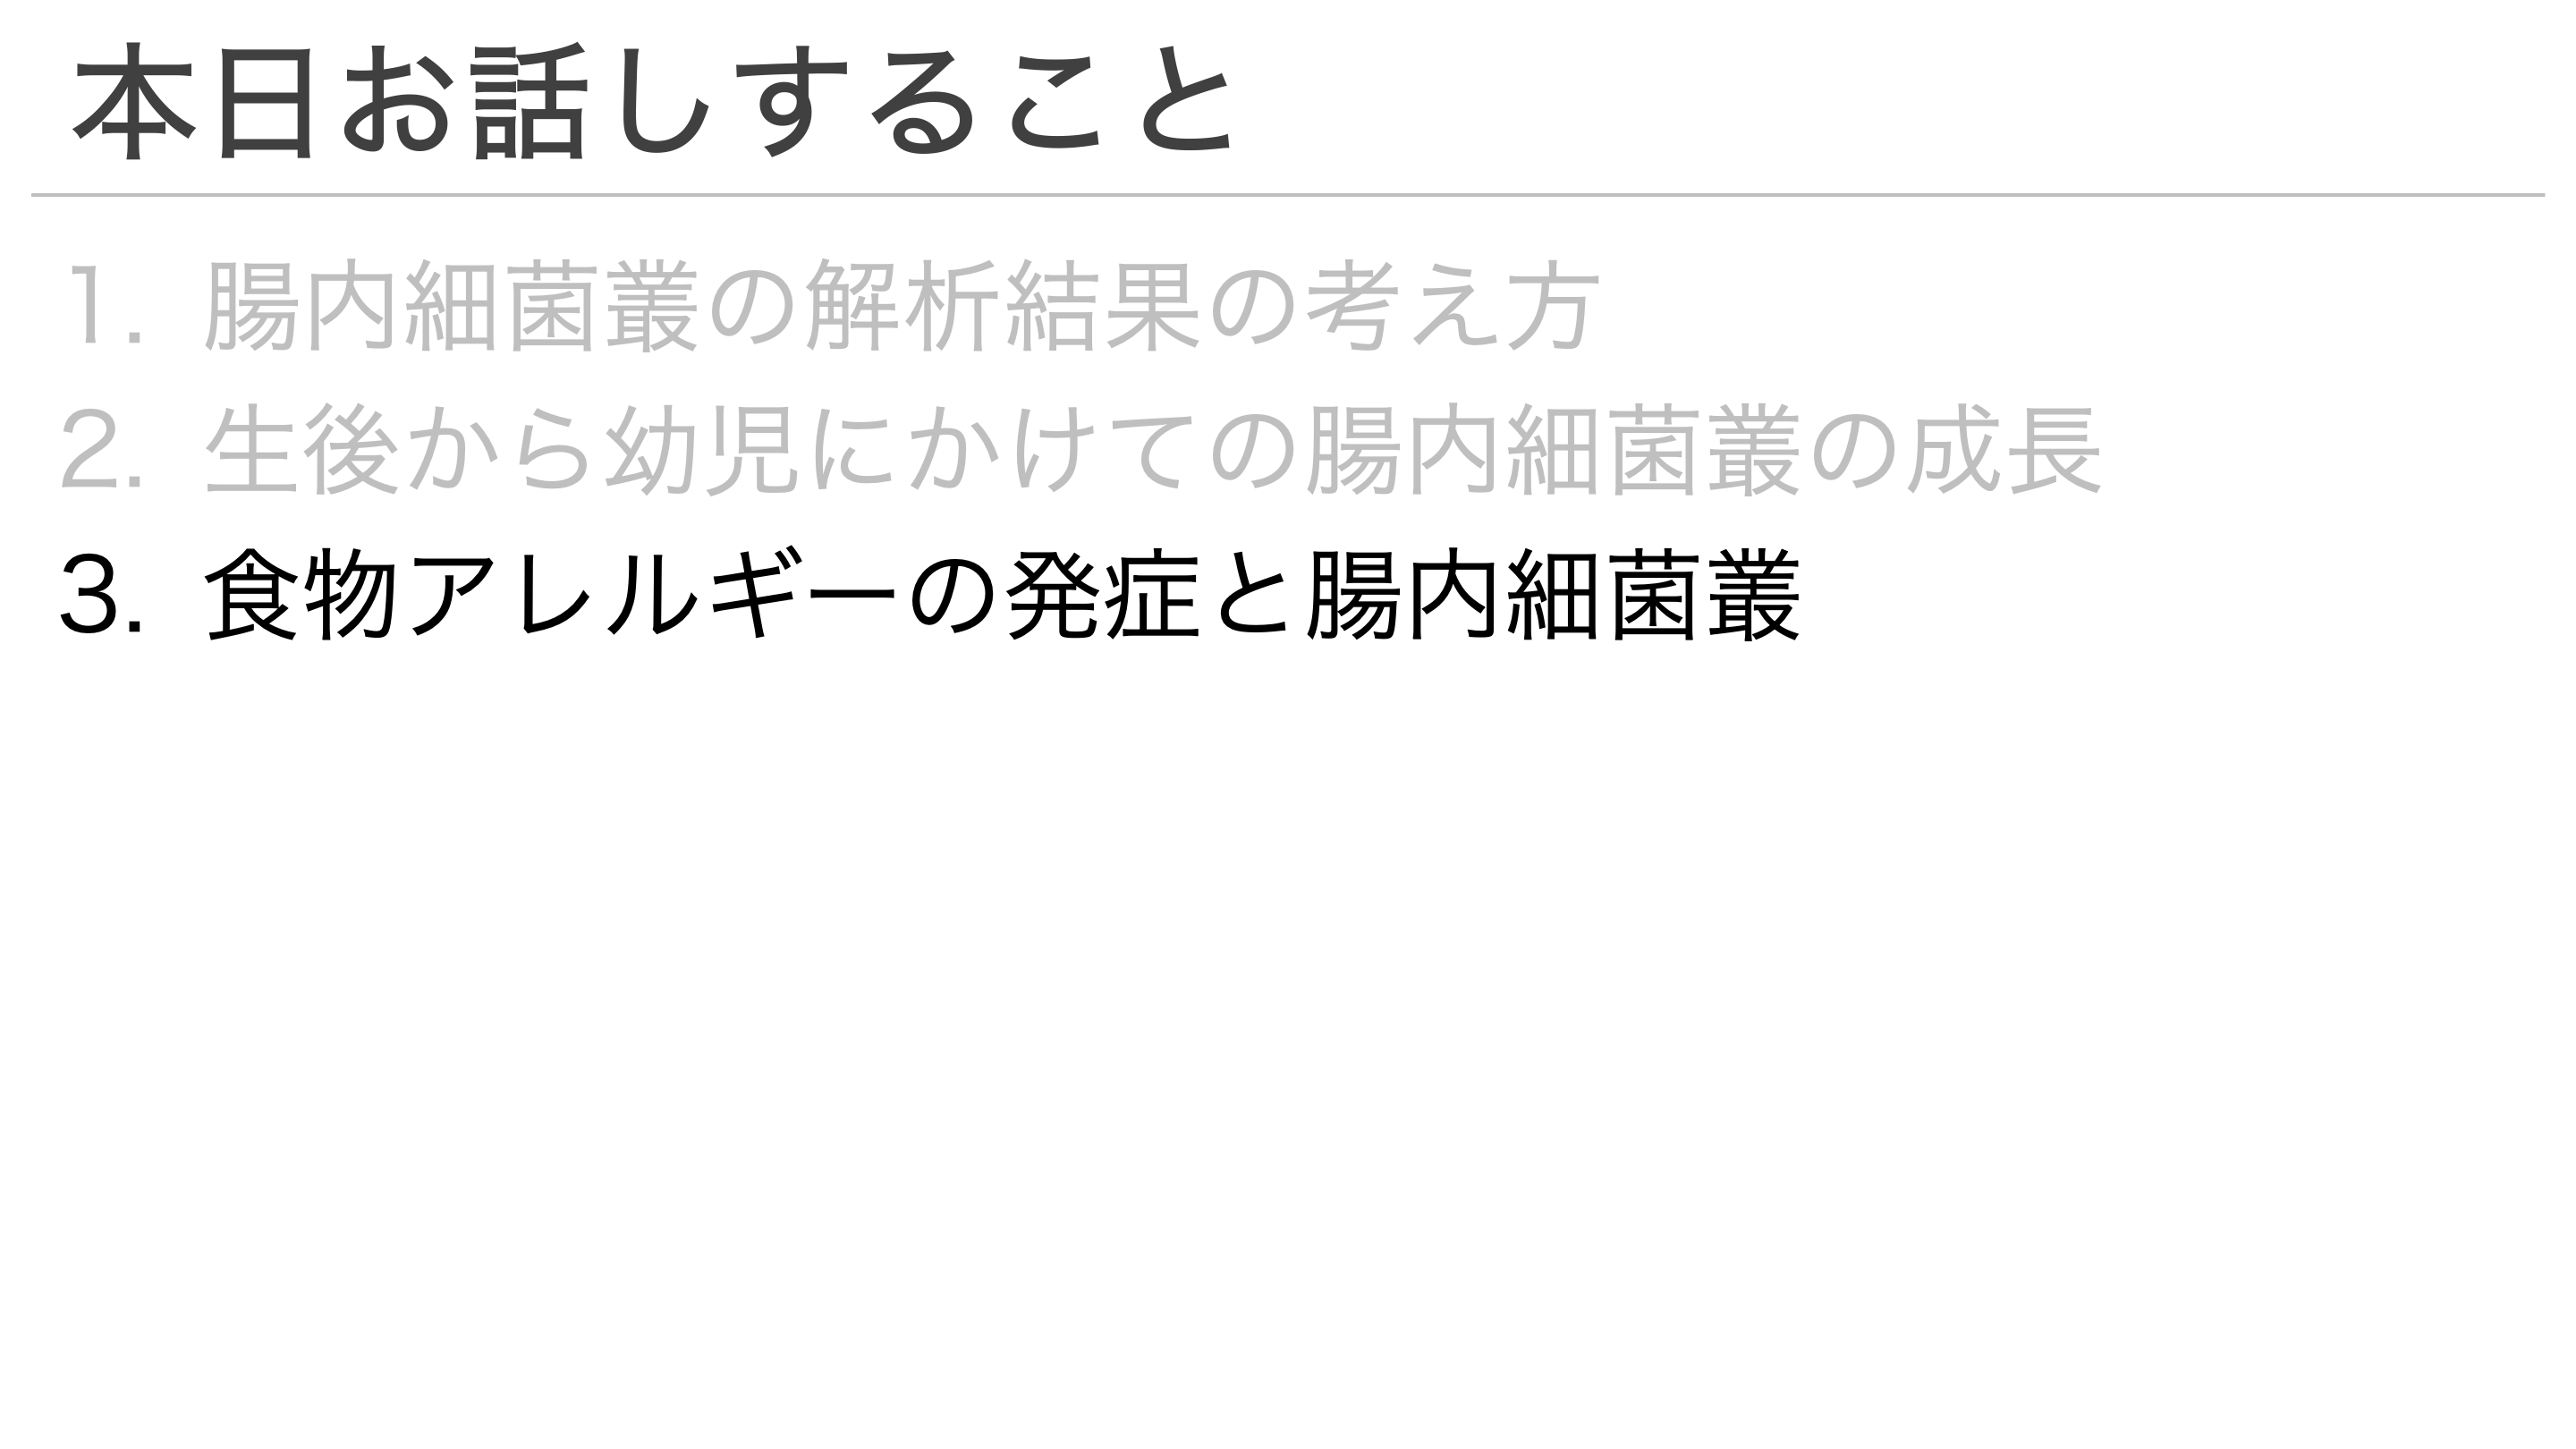 本日お話しすること
1. 腸内細菌叢の解析結果の考え方
2. 生後から幼児にかけての腸内細菌叢の成長
3. 食物アレルギーの発症と腸内細菌叢